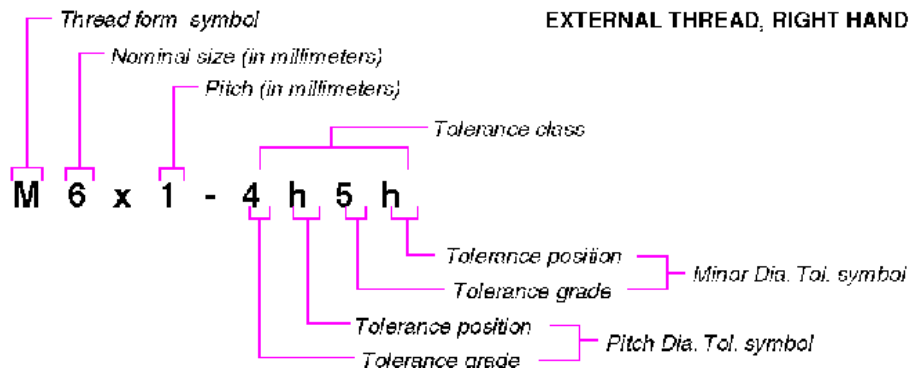 Thread form symbol
EXTERNAL THREAD, RIGHT HAND
Nominal size (in millimeters)
Pitch (in millimeters)
Tolerance class
M 6 x 1 - 4 h 5 h
Tolerance position
Minor Dia. Tol. symbol
Tolerance grade
Tolerance position
Pitch Dia. Tol. symbol
Tolerance grade